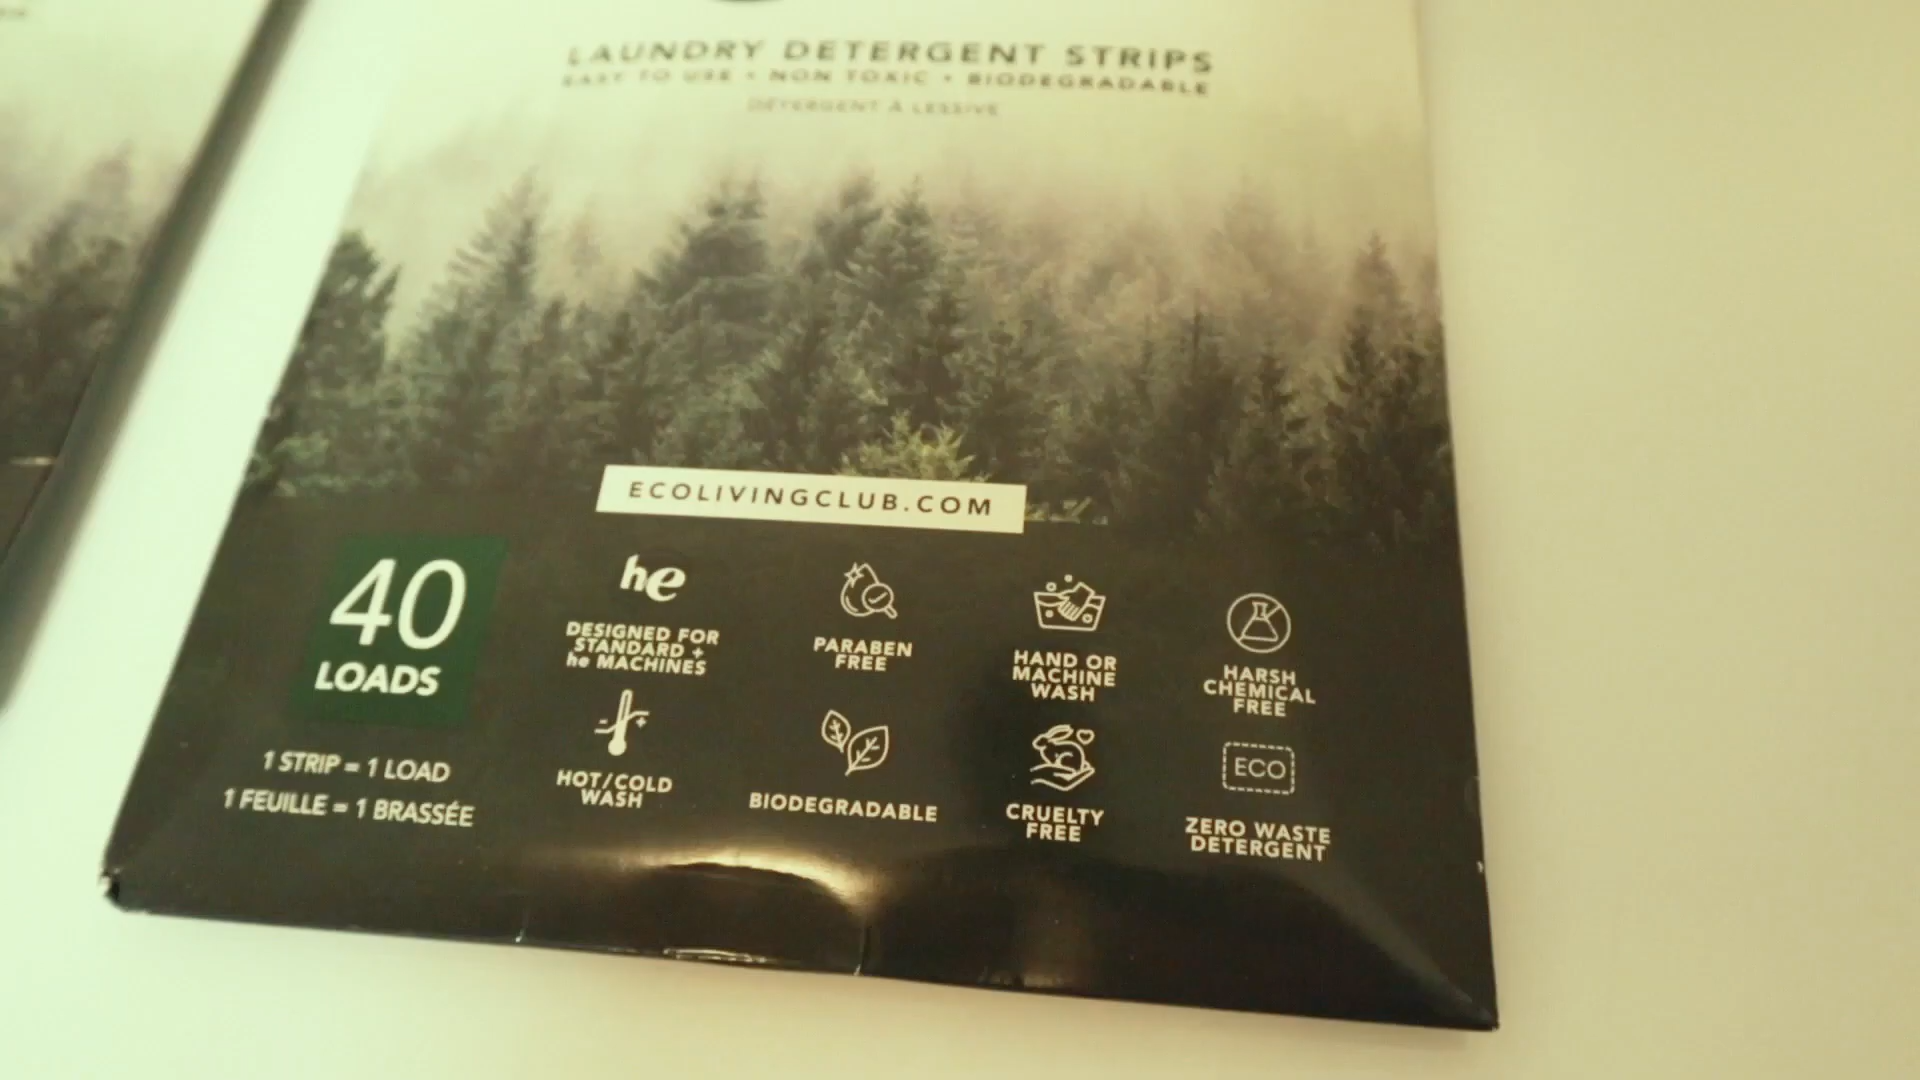 LAUNDRY DETERGENT STRIPS
EASY TO USE • NON TOXIC • BIODEGRADABLE
DÉTERGENT À LESSIVE
ECOLIVINGCLUB.COM
40
LOADS
1 STRIP = 1 LOAD
1 FEUILLE = 1 BRASSÉE
he
DESIGNED FOR
STANDARD +
he MACHINES
PARABEN
FREE
HAND OR
MACHINE
WASH
HARSH
CHEMICAL
FREE
HOT/COLD
WASH
BIODEGRADABLE
CRUELTY
FREE
ECO
ZERO WASTE
DETERGENT